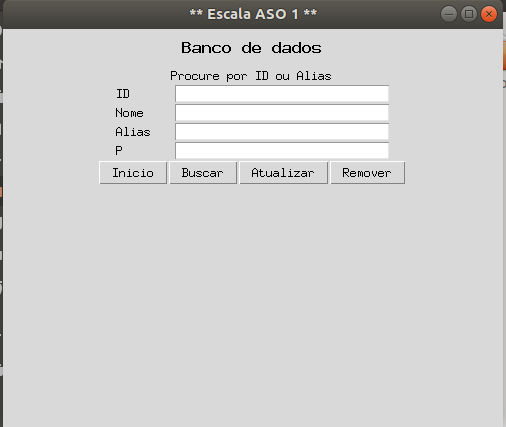 ** Escala ASO 1 **
Banco de dados
Procure por ID ou Alias
ID
Nome
Alias
P
Inicio Buscar Atualizar Remover